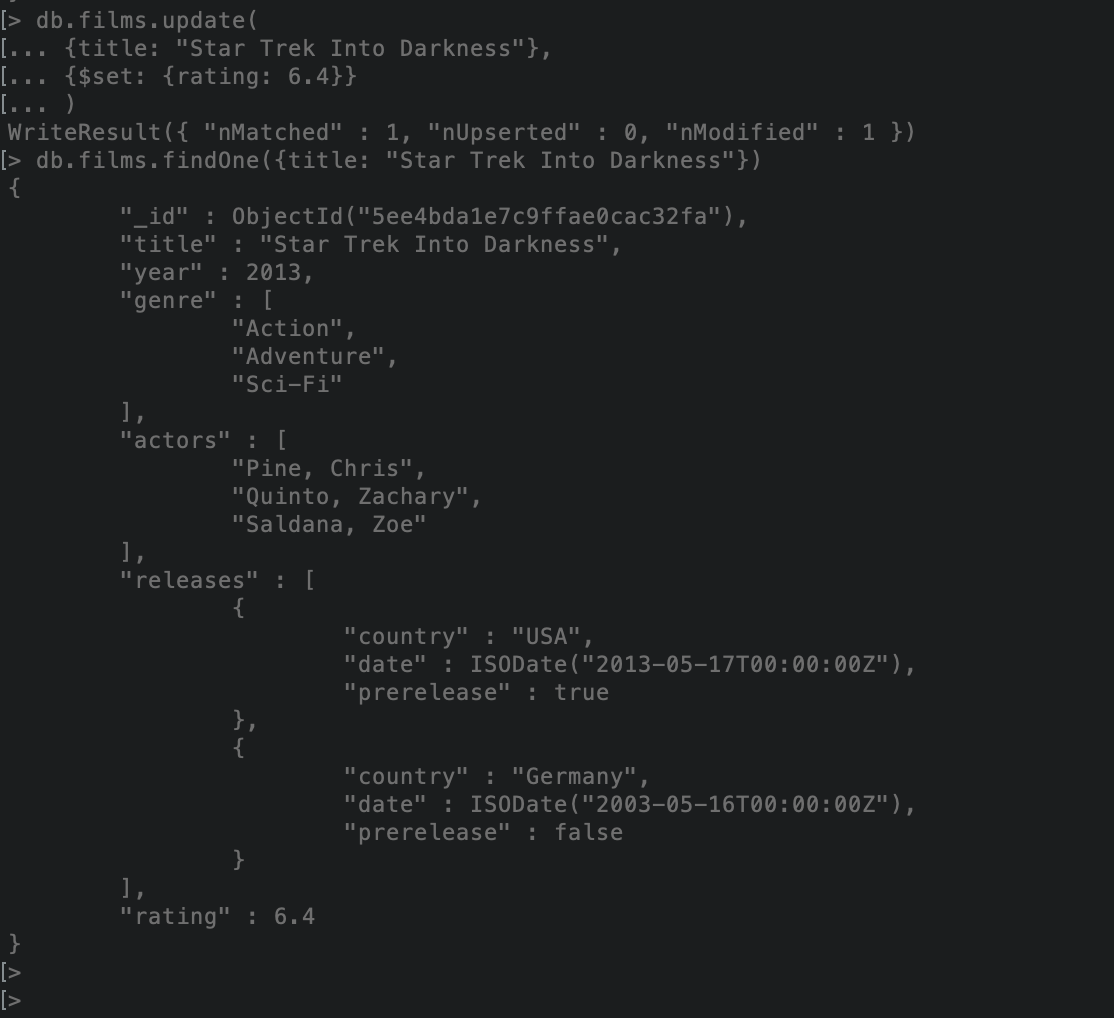 [> db.films.update(
[... {title: "Star Trek Into Darkness"},
[... {$set: {rating: 6.4}}
[... )
WriteResult({ "nMatched" : 1, "nUpserted" : 0, "nModified" : 1 })
[> db.films.findOne({title: "Star Trek Into Darkness"})
{
        "_id" : ObjectId("5ee4bda1e7c9ffae0cac32fa"),
        "title" : "Star Trek Into Darkness",
        "year" : 2013,
        "genre" : [
                "Action",
                "Adventure",
                "Sci-Fi"
        ],
        "actors" : [
                "Pine, Chris",
                "Quinto, Zachary",
                "Saldana, Zoe"
        ],
        "releases" : [
                {
                        "country" : "USA",
                        "date" : ISODate("2013-05-17T00:00:00Z"),
                        "prerelease" : true
                },
                {
                        "country" : "Germany",
                        "date" : ISODate("2003-05-16T00:00:00Z"),
                        "prerelease" : false
                }
        ],
        "rating" : 6.4
}
[>
[>